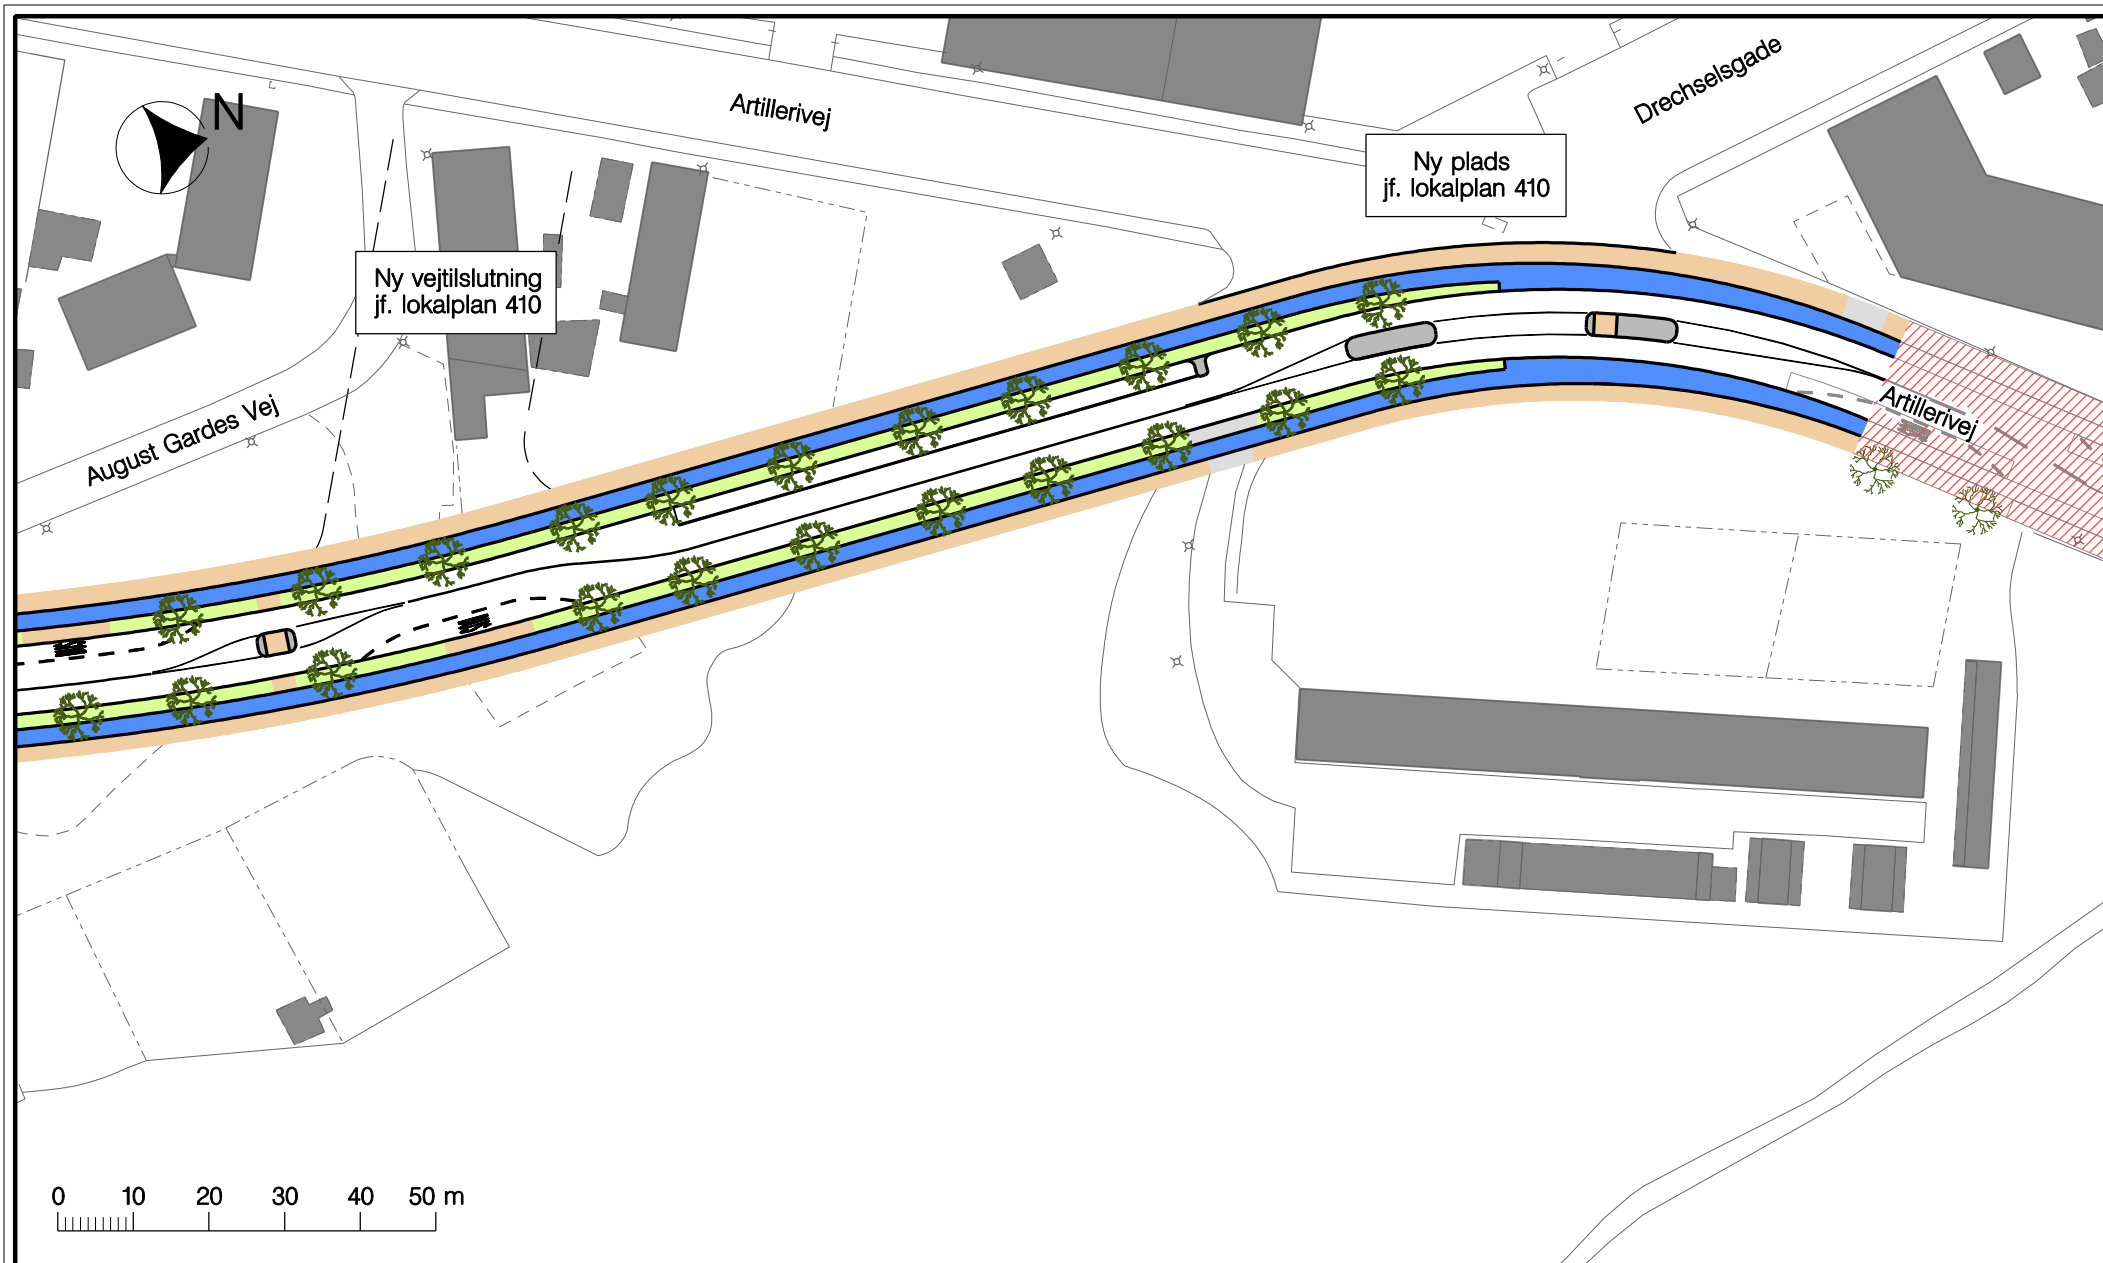 N
Artillerivej
Drechselsgade
Ny plads
jf. lokalplan 410
Ny vejtilslutning
jf. lokalplan 410
August Gardes Vej
Artillerivej
0 10 20 30 40 50 m